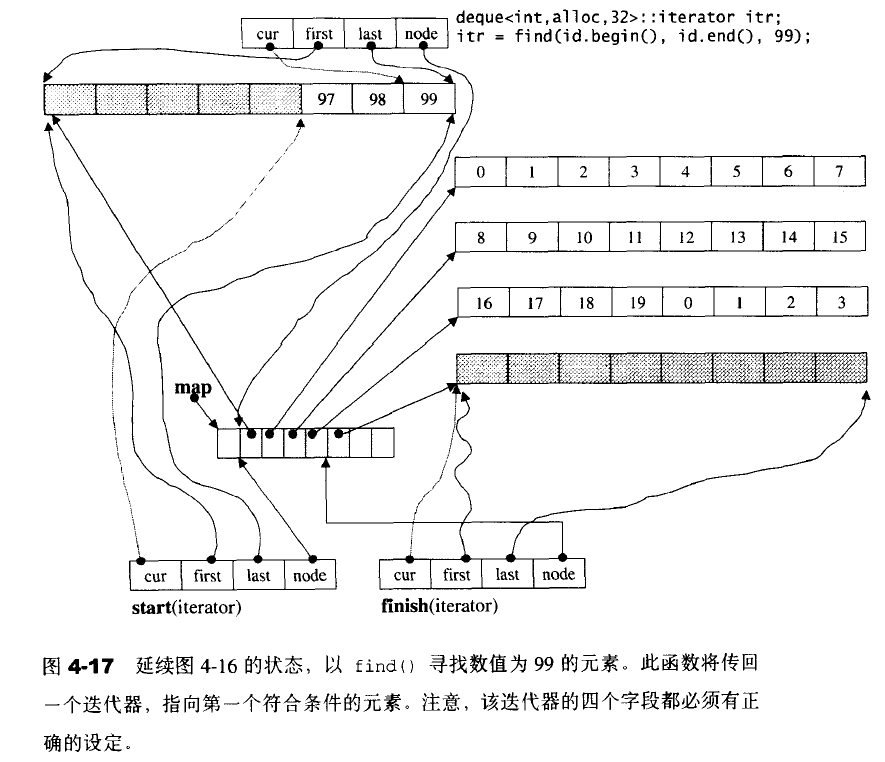 cur first last node
deque<int,alloc,32>::iterator itr;
itr = find(id.begin(), id.end(), 99);
97 98 99
0 1 2 3 4 5 6 7
8 9 10 11 12 13 14 15
16 17 18 19 0 1 2 3
map
cur first last node
start(iterator)
cur first last node
finish(iterator)
图 4-17 延续图 4-16 的状态，以 find() 寻找数值为 99 的元素。此函数将传回
一个迭代器，指向第一个符合条件的元素。注意，该迭代器的四个字段都必须有正
确的设定。